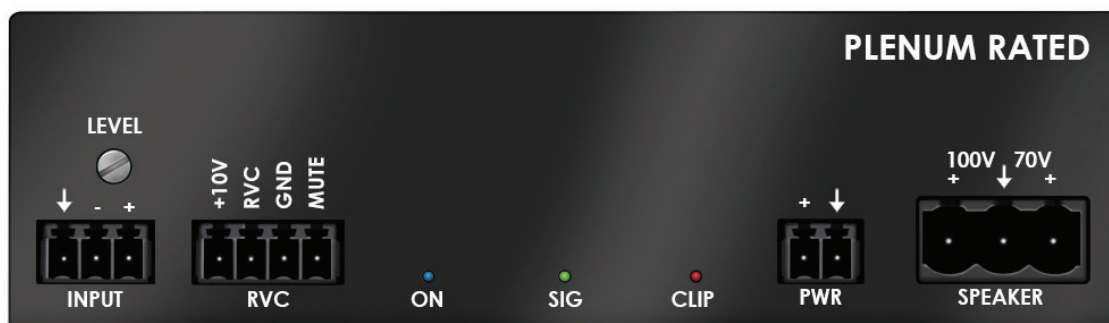 PLENUM RATED
LEVEL
- +
INPUT
+10V
RVC
GND
MUTE
RVC
ON
SIG
CLIP
+
PWR
100V 70V
+ +
SPEAKER